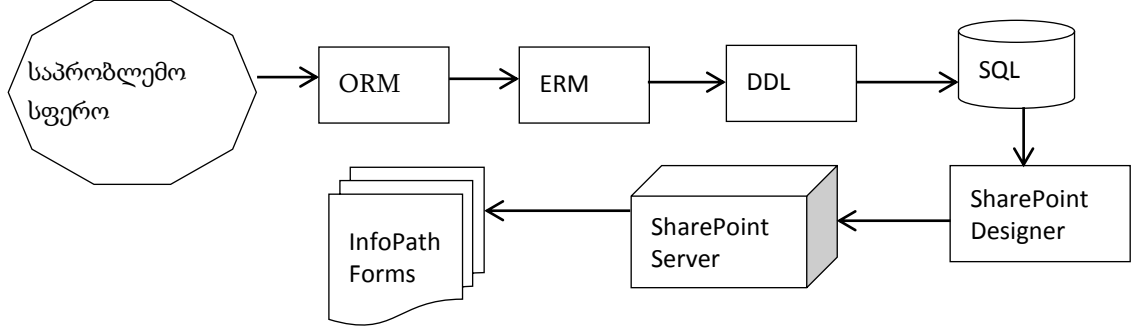 საპრობლემო
სფერო
ORM
ERM
DDL
SQL
SharePoint
Designer
SharePoint
Server
InfoPath
Forms